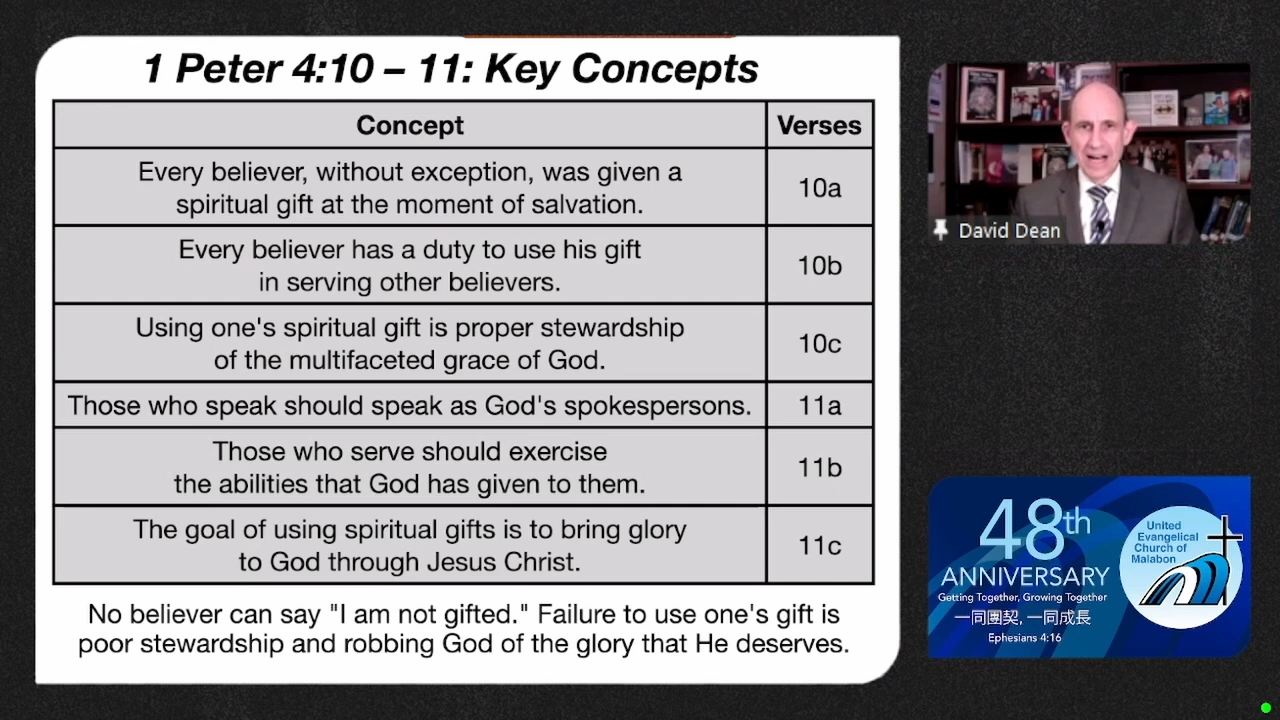 1 Peter 4:10 – 11: Key Concepts
Concept
Verses
Every believer, without exception, was given a
spiritual gift at the moment of salvation.
10a
Every believer has a duty to use his gift
in serving other believers.
10b
Using one's spiritual gift is proper stewardship
of the multifaceted grace of God.
10c
Those who speak should speak as God's spokespersons.
11a
Those who serve should exercise
the abilities that God has given to them.
11b
The goal of using spiritual gifts is to bring glory
to God through Jesus Christ.
11c
No believer can say "I am not gifted." Failure to use one's gift is
poor stewardship and robbing God of the glory that He deserves.
David Dean
48th
ANNIVERSARY
Getting Together, Growing Together
一同團契, 一同成長
Ephesians 4:16
United
Evangelical
Church of
Malabon